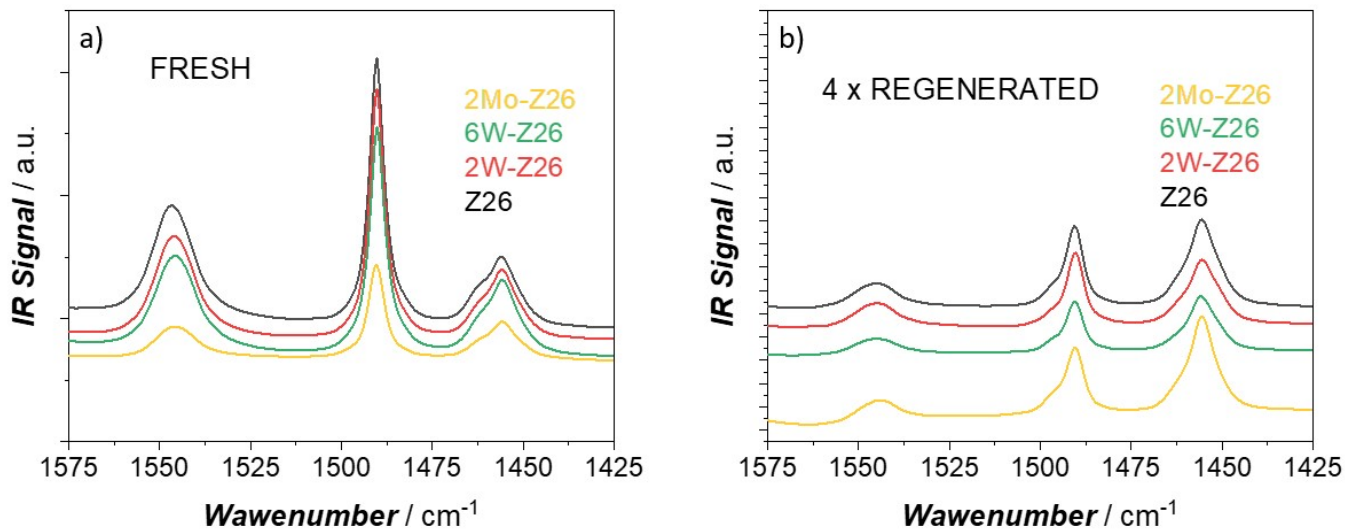 a)
FRESH
2Mo-Z26
6W-Z26
2W-Z26
Z26
IR Signal / a.u.
1575 1550 1525 1500 1475 1450 1425
Wawenumber / cm⁻¹
b)
4 x REGENERATED
2Mo-Z26
6W-Z26
2W-Z26
Z26
IR Signal / a.u.
1575 1550 1525 1500 1475 1450 1425
Wawenumber / cm⁻¹